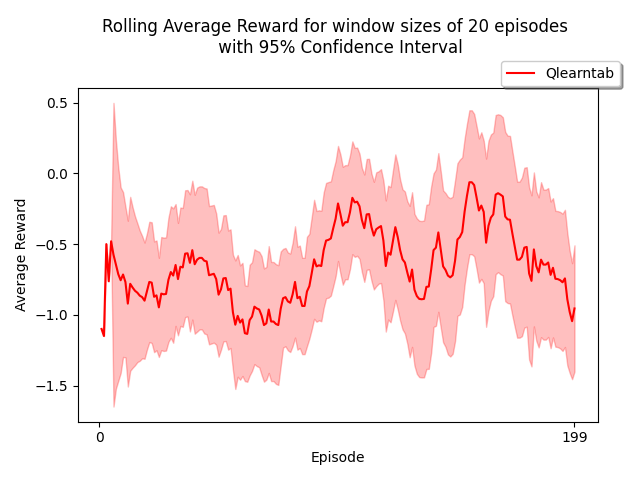 Rolling Average Reward for window sizes of 20 episodes
with 95% Confidence Interval
Qlearntab
0.5
0.0
−0.5
−1.0
−1.5
Average Reward
0
199
Episode